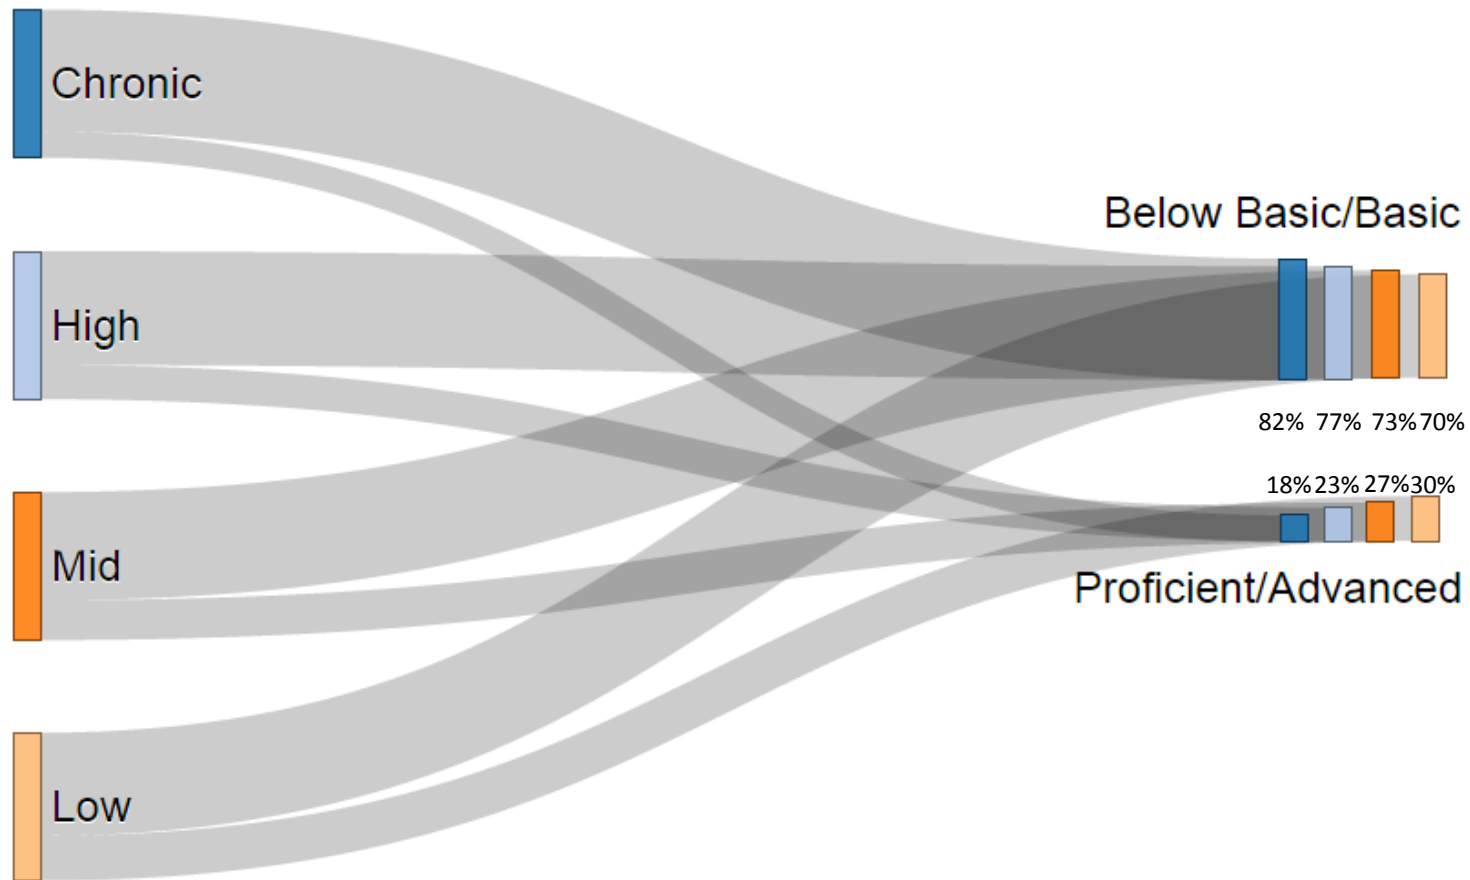 Chronic
Below Basic/Basic
High
82% 77% 73% 70%
18% 23% 27% 30%
Mid
Proficient/Advanced
Low